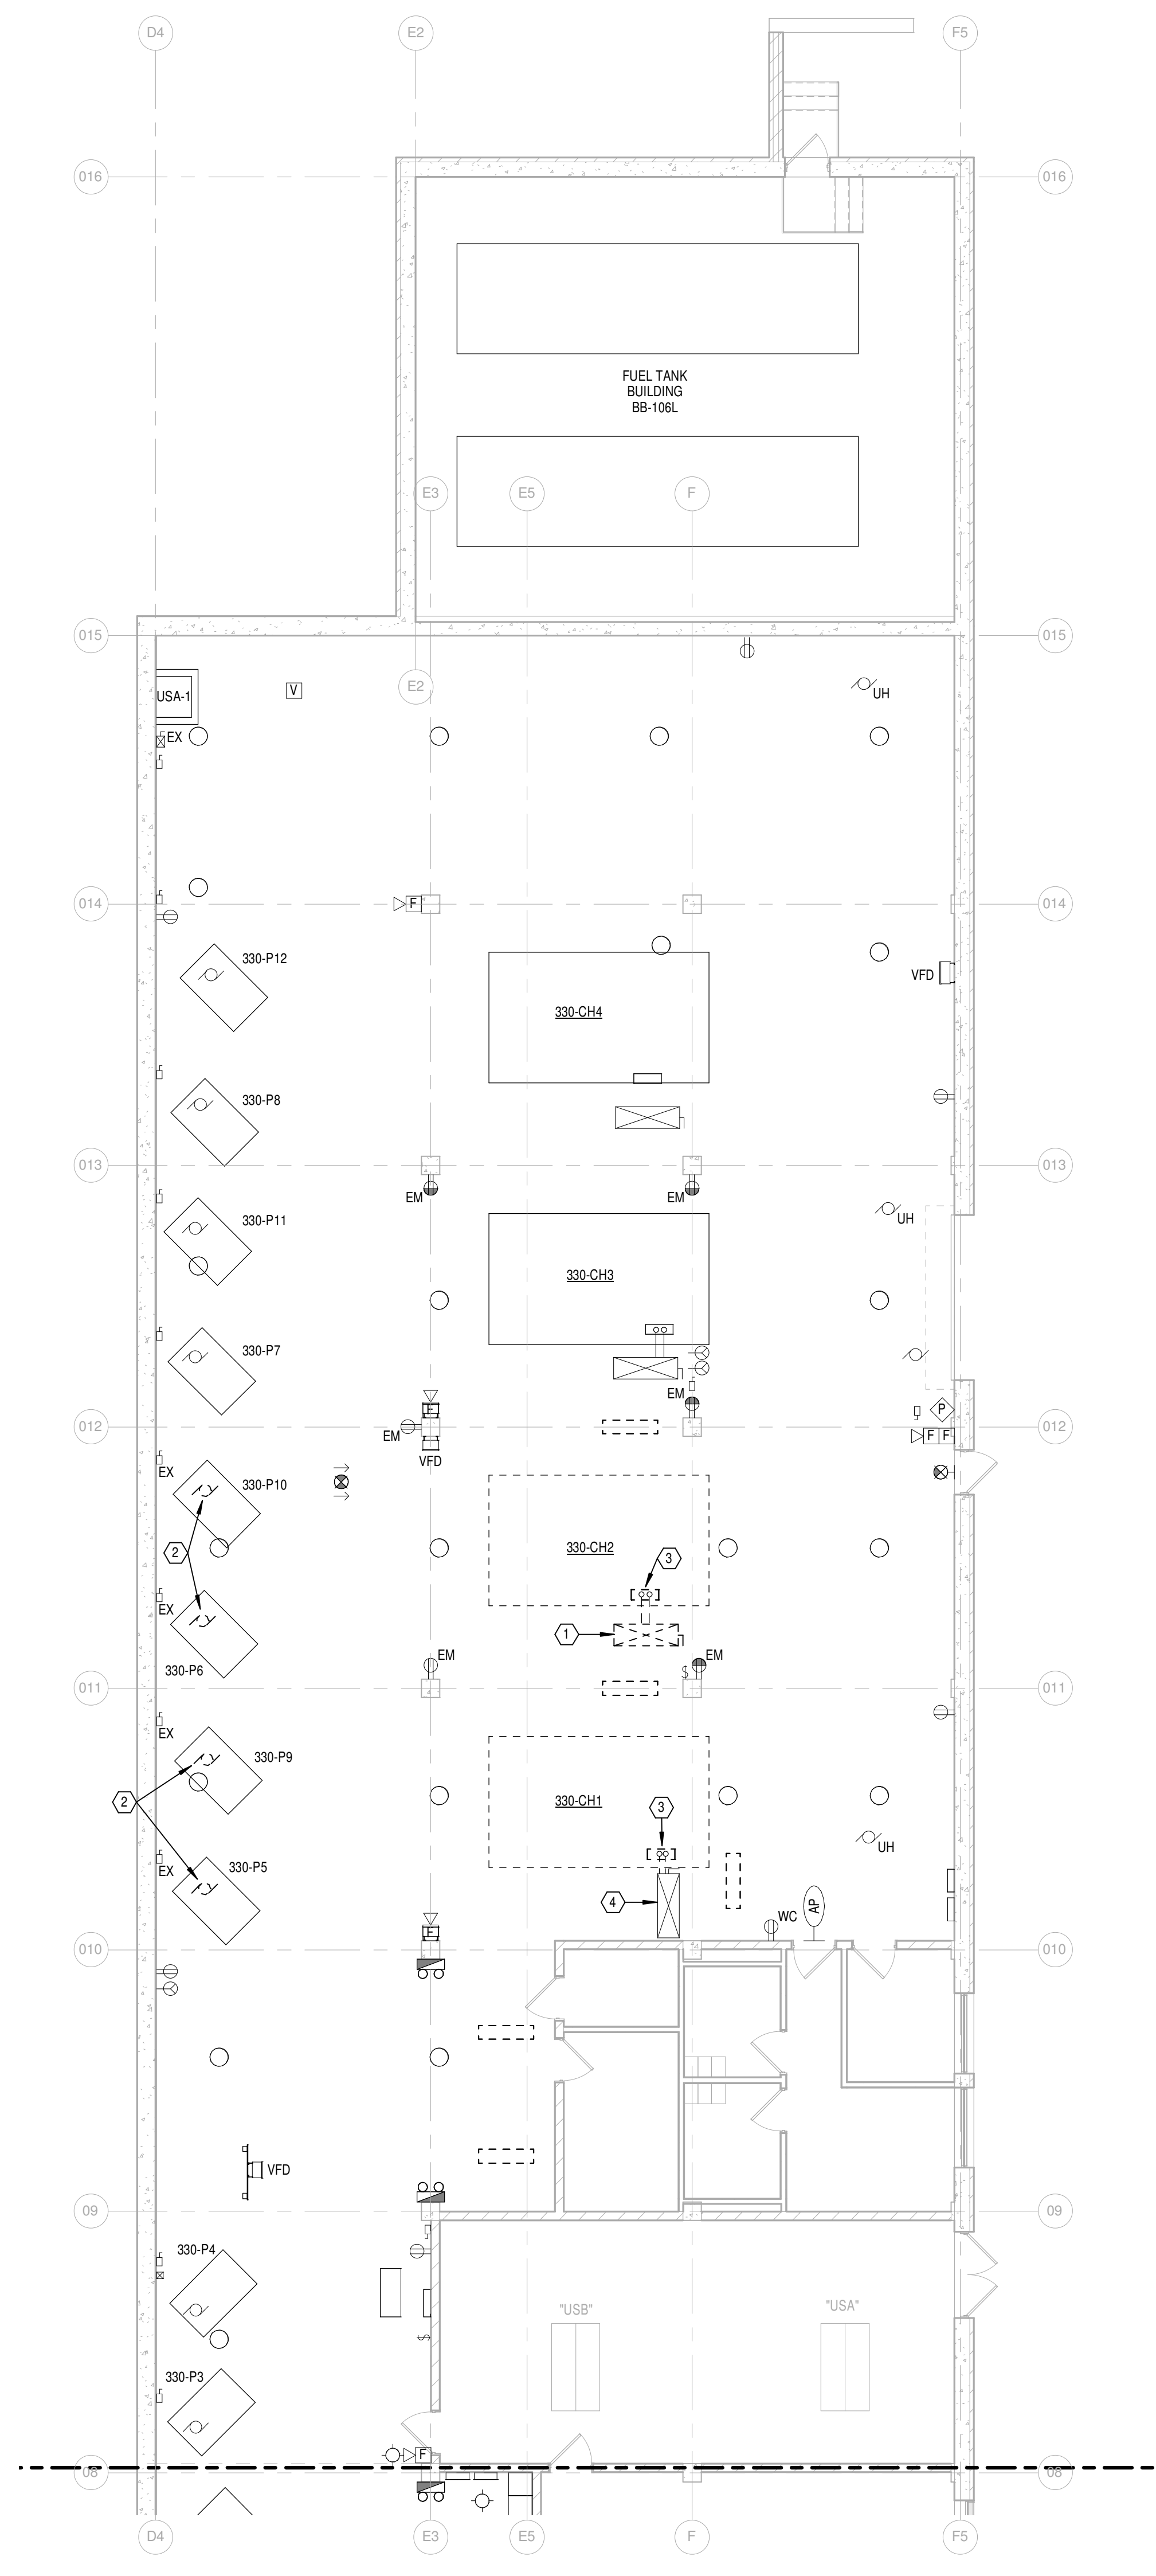 D4
E2
F5
016
016
FUEL TANK
BUILDING
BB-106L
E3
E5
F
015
015
E2
USA-1
V
UH
EX
014
F
014
330-P12
VFD
330-CH4
330-P8
013
013
EM
EM
330-P11
UH
330-CH3
330-P7
EM
P
F
012
EM
F F
012
VFD
EX
330-P10
2
330-CH2
3
EX
1
EM
EM
330-P6
011
011
EX
330-P9
2
330-CH1
3
UH
EX
330-P5
4
WC
AP
F
010
010
VFD
09
09
330-P4
"USB"
"USA"
330-P3
F
08
08
D4
E3
E5
F
F5